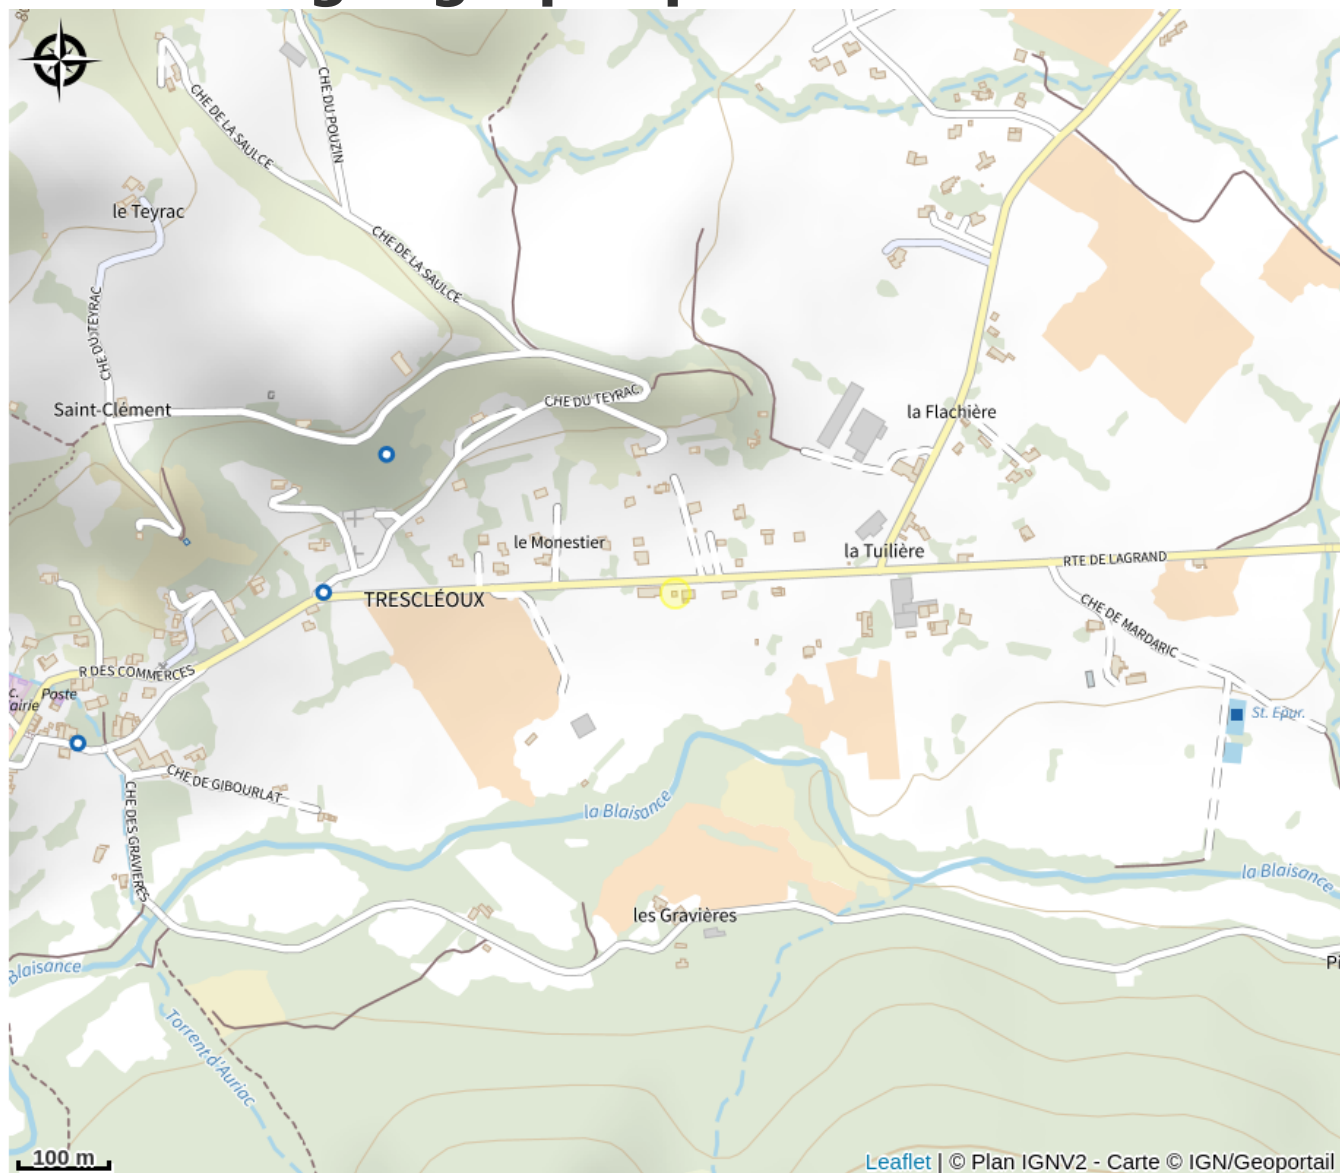 CHE DE LA SAULCE
CHE DU POUZIN
le Teyrac
CHE DE LA SAULCE
CHE DU TEYRAC
CHE DU TEYRAC
Saint-Clément
la Flachière
le Monestier
la Tuilière
RTE DE LAGRAND
TRESCLÉOUX
CHE DE MARDARIC
R DES COMMERCES
Poste
St. Epur.
CHE DE GIBOURLAT
la Blaisance
CHE DES GRAVIERES
la Blaisance
les Gravières
Blaisance
Torrent d'Auriac
100 m
Leaflet | © Plan IGNV2 - Carte © IGN/Geoportail